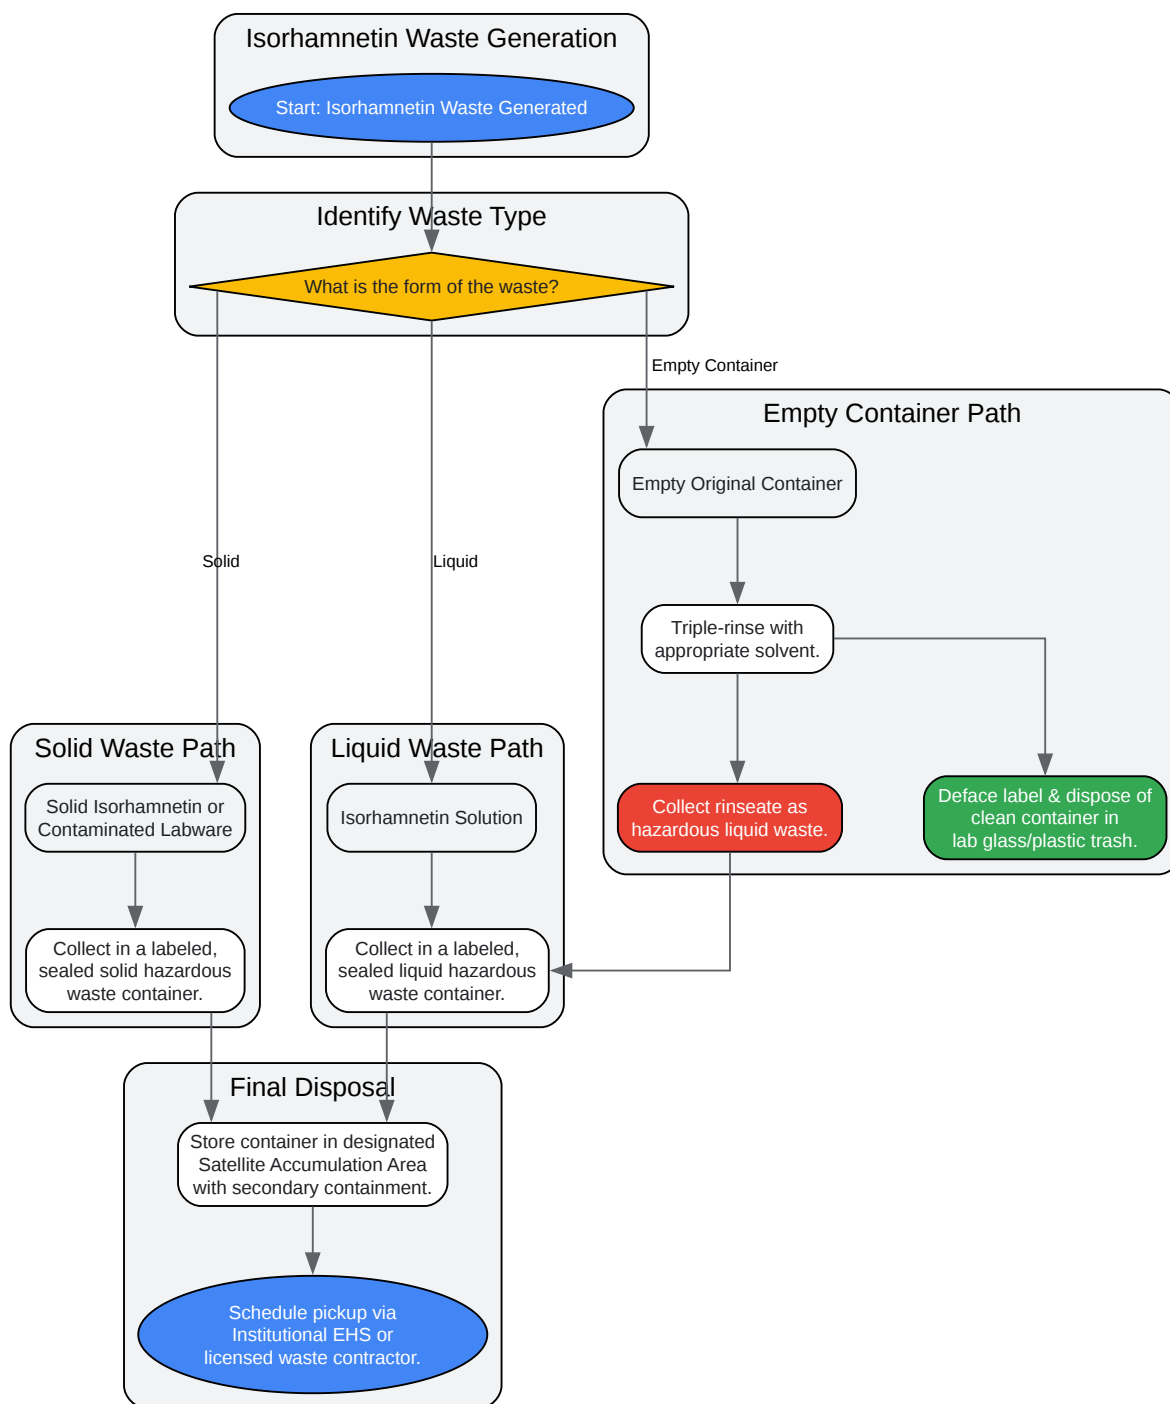 Isorhamnetin Waste Generation
Start: Isorhamnetin Waste Generated
Identify Waste Type
What is the form of the waste?
Empty Container
Empty Container Path
Empty Original Container
Solid
Liquid
Triple-rinse with
appropriate solvent.
Solid Waste Path
Liquid Waste Path
Solid Isorhamnetin or
Contaminated Labware
Isorhamnetin Solution
Collect rinseate as
hazardous liquid waste.
Deface label & dispose of
clean container in
lab glass/plastic trash.
Collect in a labeled,
sealed solid hazardous
waste container.
Collect in a labeled,
sealed liquid hazardous
waste container.
Final Disposal
Store container in designated
Satellite Accumulation Area
with secondary containment.
Schedule pickup via
Institutional EHS or
licensed waste contractor.